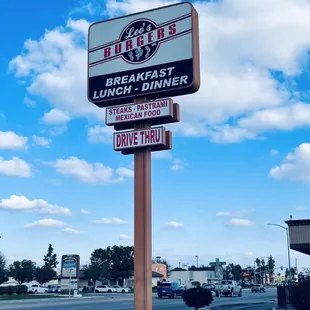 Lee's
BURGERS
BREAKFAST
LUNCH - DINNER
STEAKS - PASTRAMI
MEXICAN FOOD
DRIVE THRU